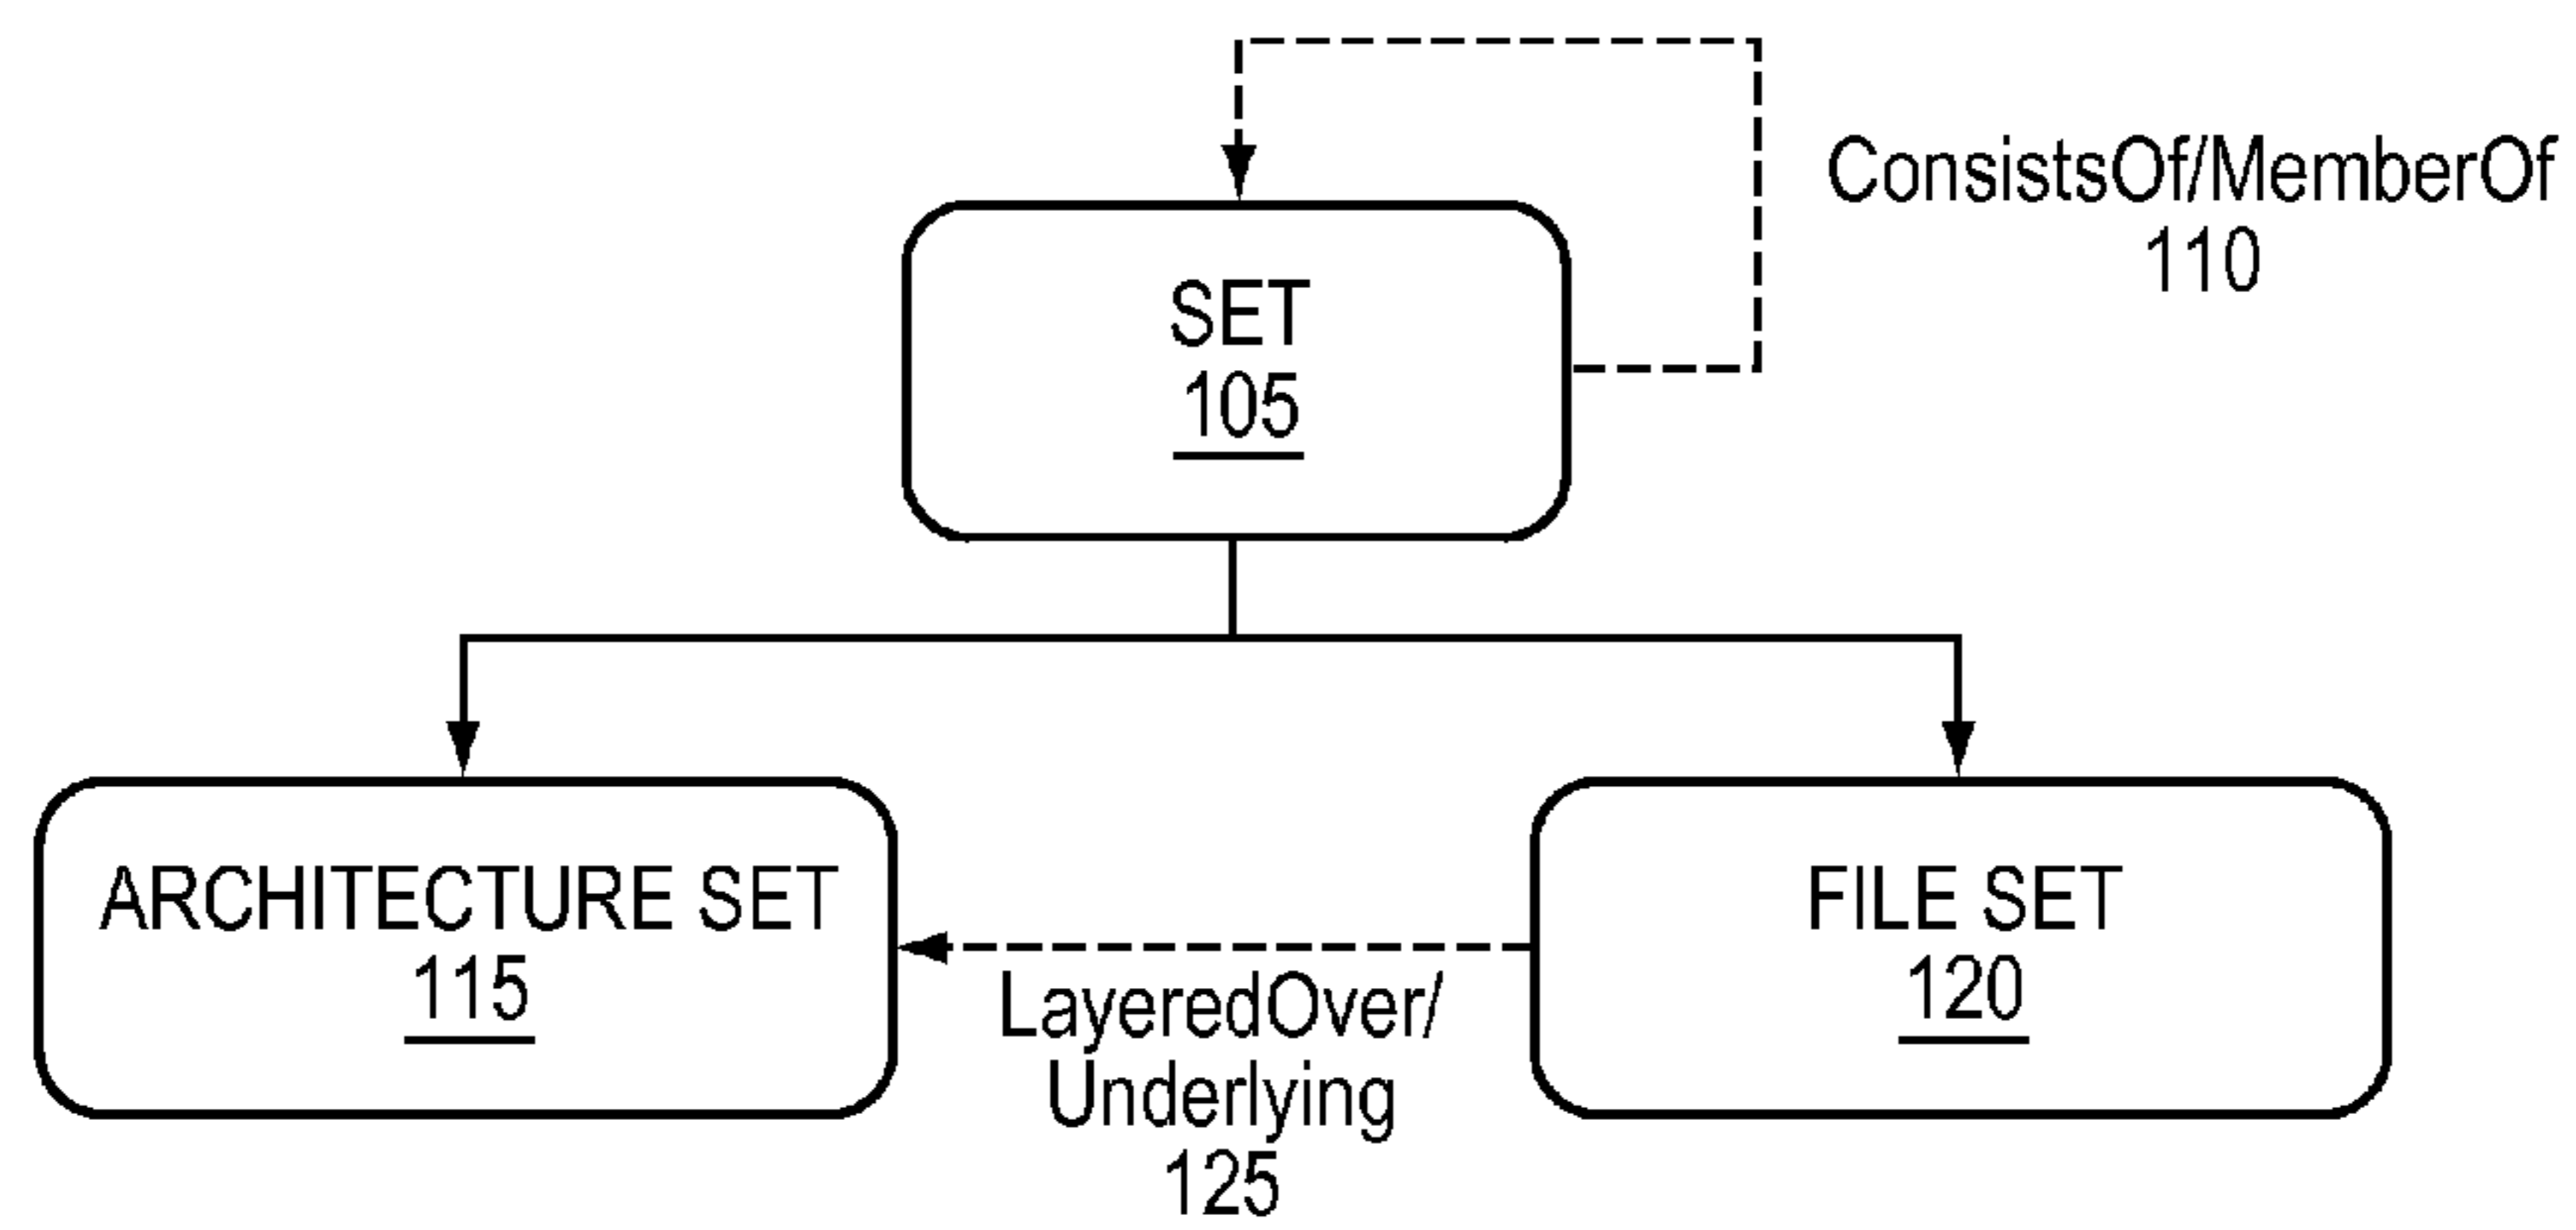 ConsistsOf/MemberOf
110
SET
105
ARCHITECTURE SET
115
FILE SET
120
LayeredOver/
Underlying
125